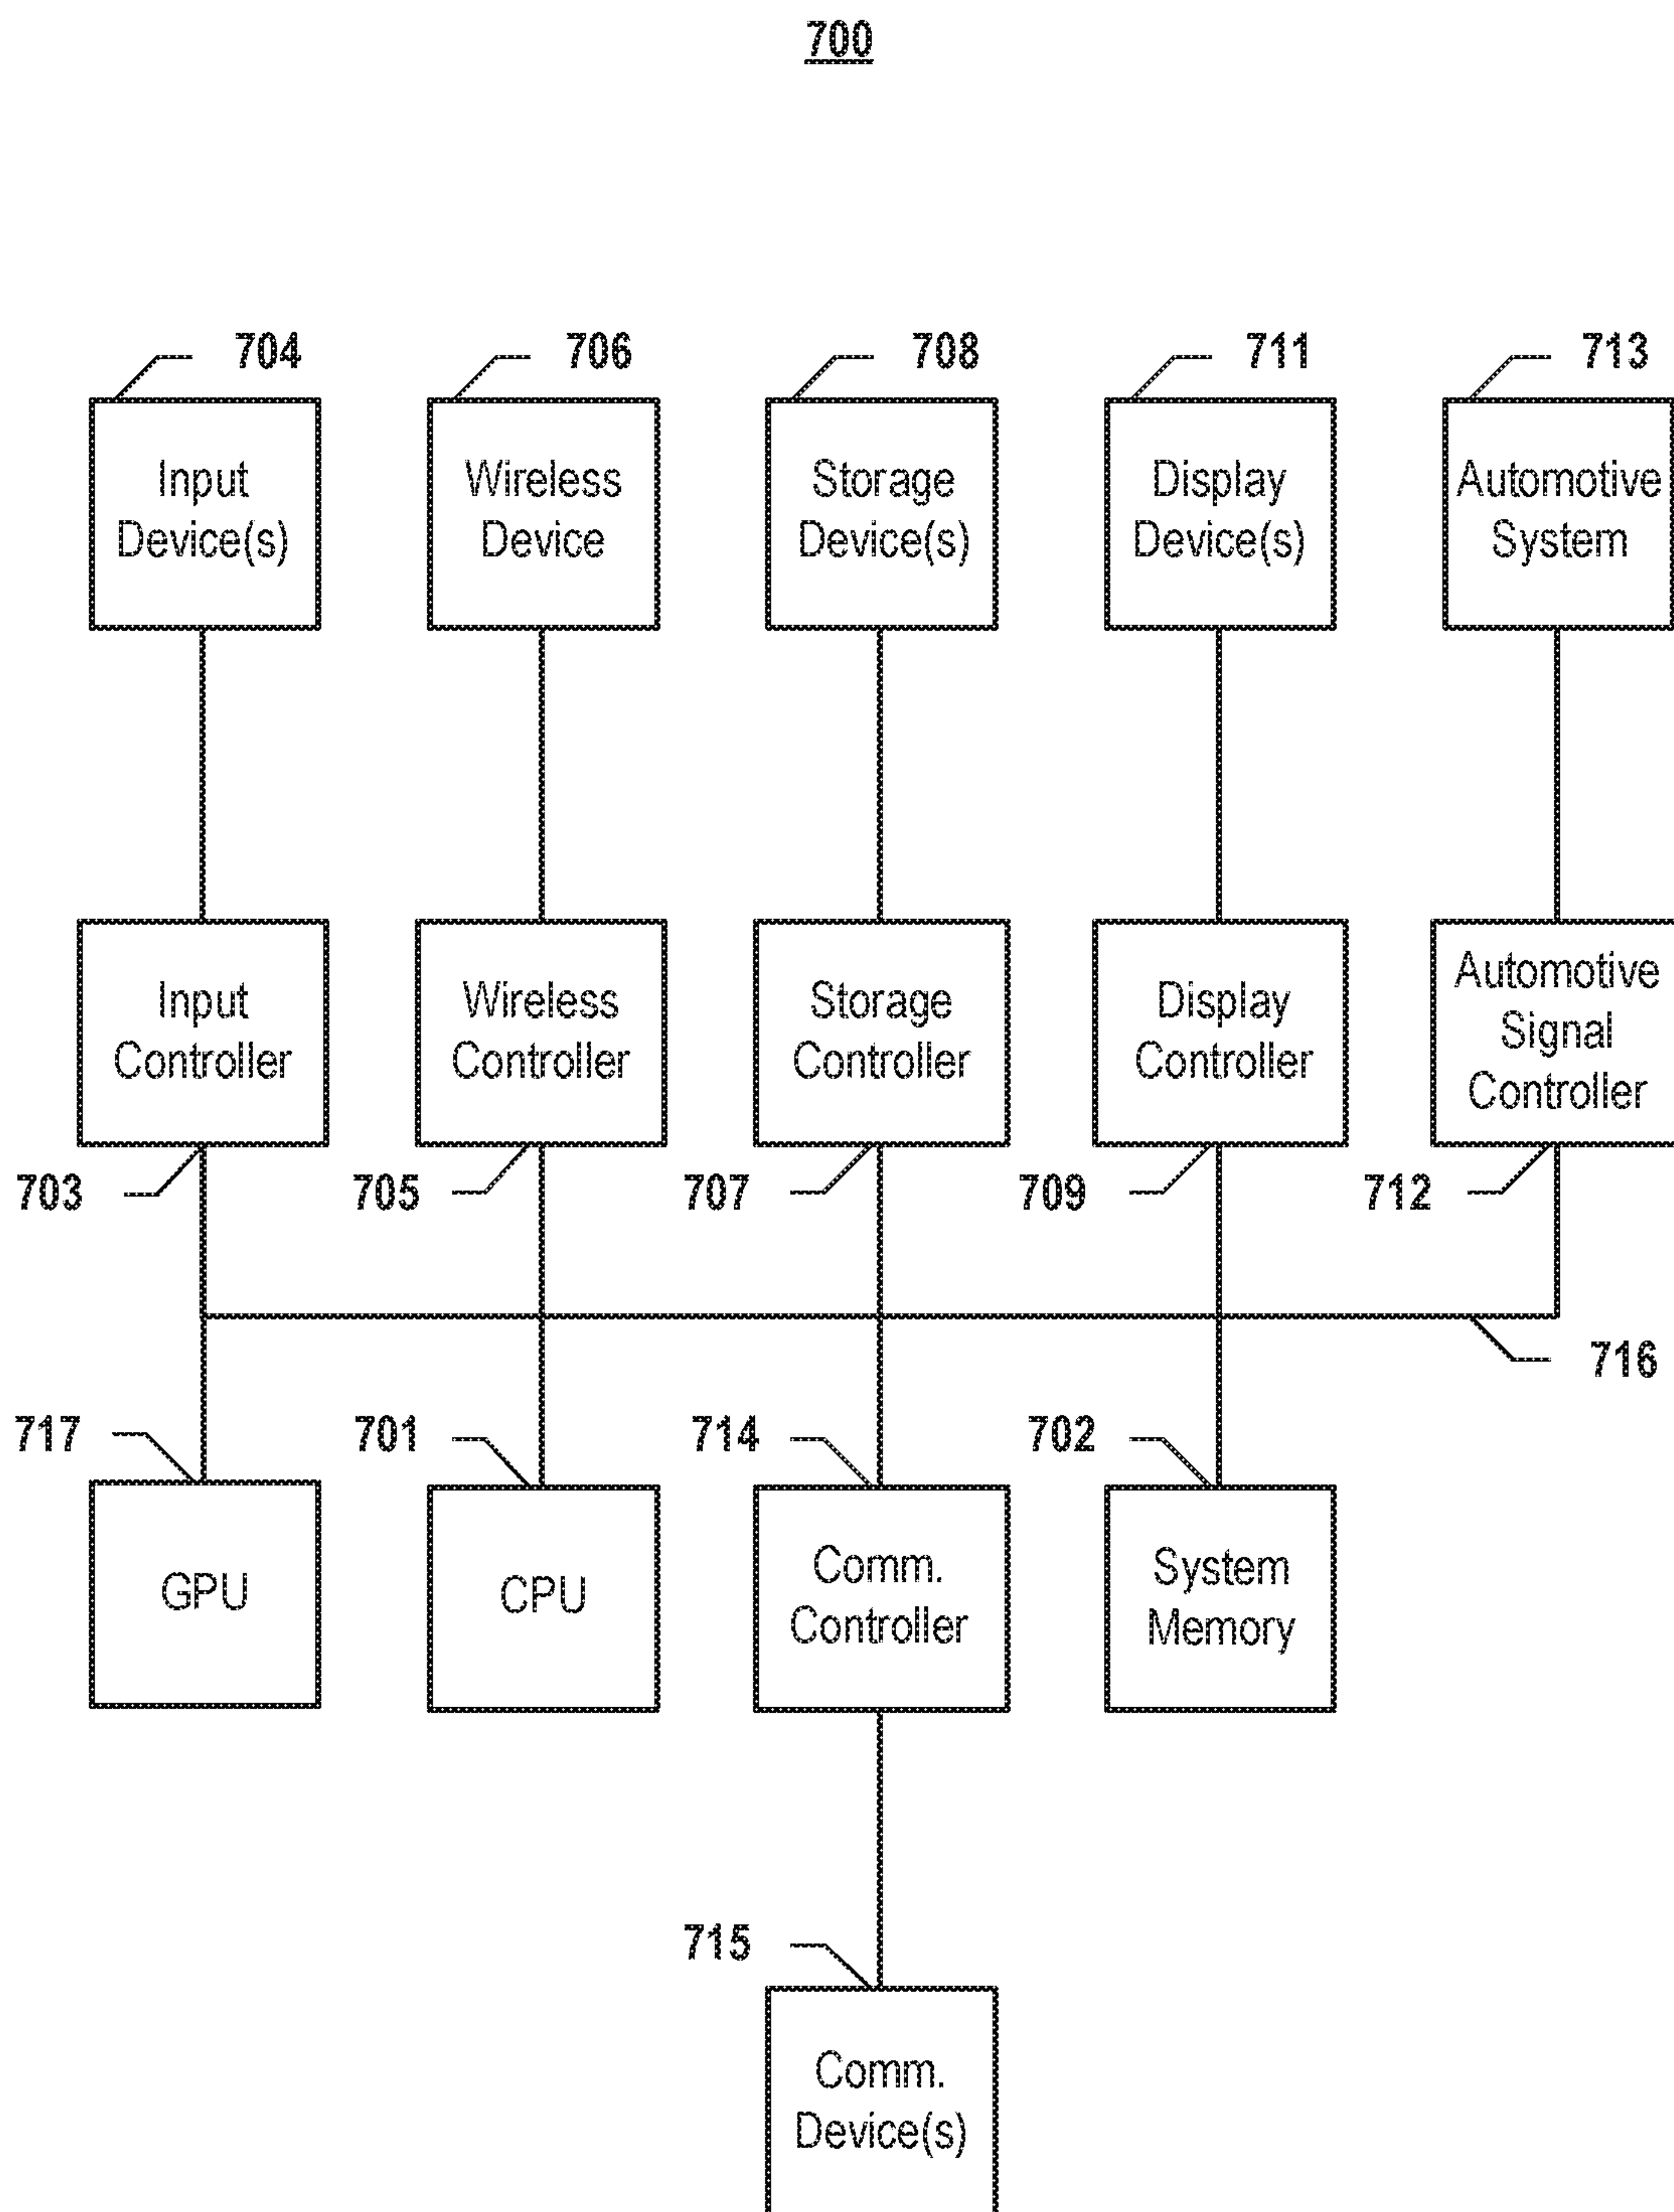 700
704
706
708
711
713
Input
Device(s)
Wireless
Device
Storage
Device(s)
Display
Device(s)
Automotive
System
Input
Controller
Wireless
Controller
Storage
Controller
Display
Controller
Automotive
Signal
Controller
703
705
707
709
712
716
717
701
714
702
GPU
CPU
Comm.
Controller
System
Memory
715
Comm.
Device(s)